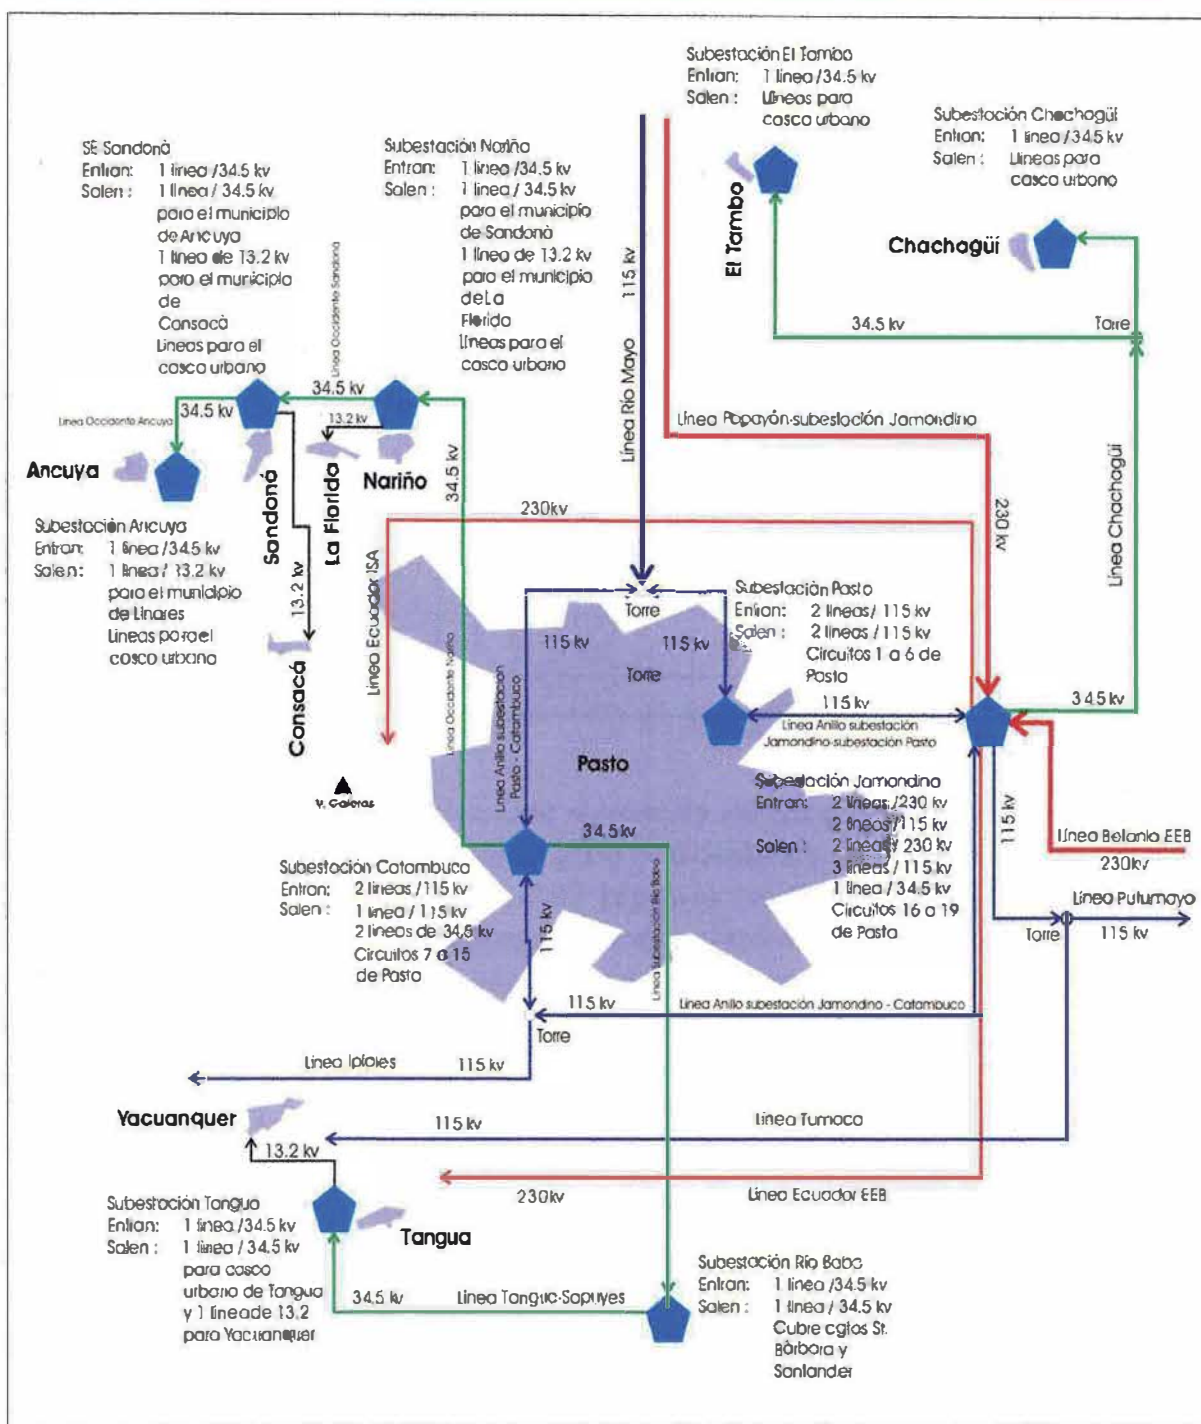 Subestación El Tambo
Entran: 1 línea /34.5 kv
Salen : Líneas para
casco urbano
Subestación Chachagüí
Entran: 1 línea /34.5 kv
Salen : Líneas para
casco urbano
SE Sandoná
Entran: 1 línea /34.5 kv
Salen : 1 línea / 34.5 kv
para el municipio
de Ancuya
1 línea de 13.2 kv
para el municipio
de
Consacá
Líneas para el
casco urbano
Subestación Nariño
Entran: 1 línea /34.5 kv
Salen : 1 línea / 34.5 kv
para el municipio
de Sandoná
1 línea de 13.2 kv
para el municipio
de La
Florida
Líneas para el
casco urbano
Línea Occidente Sandoná
El Tambo
Chachagüí
115 kv
Línea Río Mayo
34.5 kv
Torre
Línea Popayón-subestación Jamondino
230 kv
Línea Chachagüí
34.5 kv
34.5 kv
13.2 kv
Línea Occidente Ancuya
34.5 kv
Ancuya
Sandoná
La Florida
Nariño
230kv
Línea Ecuador ISA
Subestación Ancuya
Entran: 1 línea /34.5 kv
Salen: 1 línea / 13.2 kv
para el municipio
de Linares
Líneas para el
casco urbano
13.2 kv
Consacá
Torre
115 kv
115 kv
Torre
Subestación Pasto
Entran: 2 líneas / 115 kv
Salen : 2 líneas / 115 kv
Circuitos 1 a 6 de
Pasto
Línea Occidente Nariño
Línea Anillo subestación
Pasto - Catambuco
115 kv
Línea Anillo subestación
Jamondino-subestación Pasto
34.5 kv
Pasto
V. Galeras
Subestación Jamondino
Entran: 2 líneas /230 kv
2 líneas /115 kv
Salen : 2 líneas / 230 kv
3 líneas / 115 kv
1 línea / 34.5 kv
Circuitos 16 a 19
de Pasto
115 kv
Línea Betania EEB
230kv
34.5 kv
Subestación Catambuco
Entran: 2 líneas /115 kv
Salen : 1 línea / 115 kv
2 líneas de 34.5 kv
Circuitos 7 a 15
de Pasto
115 kv
Línea Subestación Río Bobo
Línea Putumayo
Torre
115 kv
115 kv
Línea Anillo subestación Jamondino - Catambuco
Torre
Línea Ipiales
115 kv
Yacuanquer
115 kv
Línea Tumaco
13.2 kv
230kv
Línea Ecuador EEB
Subestación Tangua
Entran: 1 línea /34.5 kv
Salen : 1 línea / 34.5 kv
para casco
urbano de Tangua
y 1 línea de 13.2
para Yacuanquer
Tangua
34.5 kv
Línea Tangua-Sapuyes
Subestación Río Bobo
Entran: 1 línea /34.5 kv
Salen : 1 línea / 34.5 kv
Cubre cgtos St.
Bárbara y
Santander